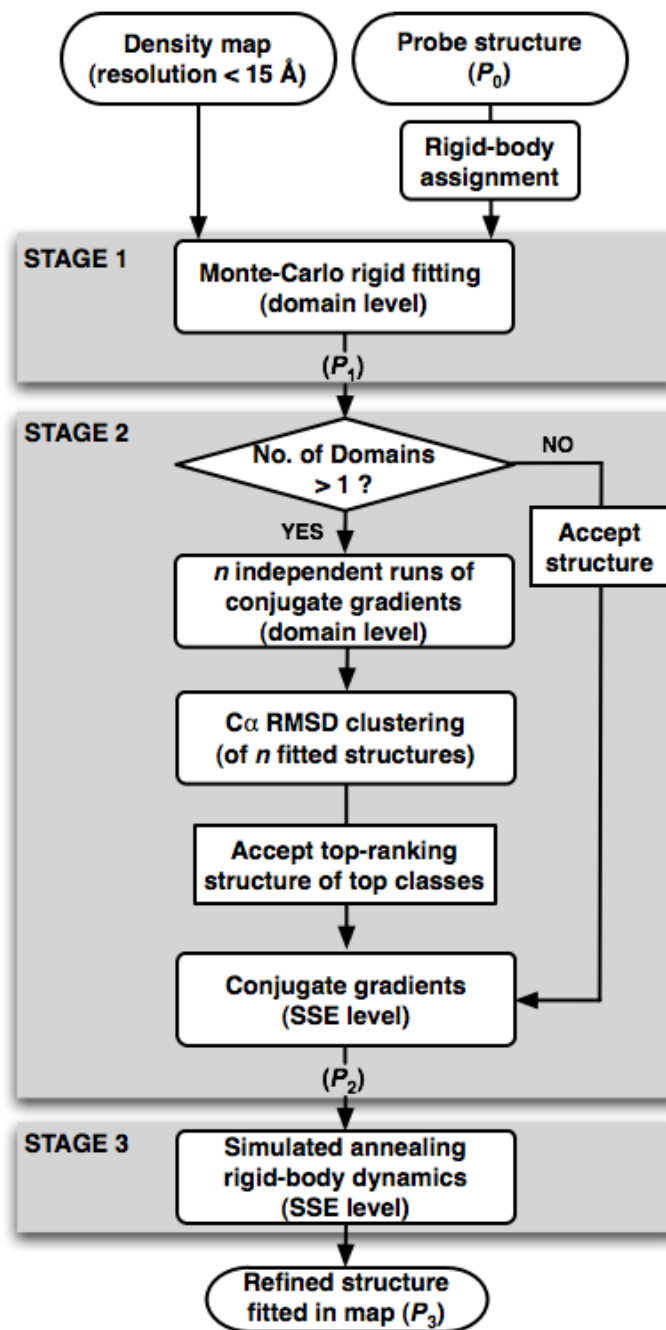 Density map
(resolution < 15 Å)
Probe structure
(P0)
Rigid-body
assignment
STAGE 1
Monte-Carlo rigid fitting
(domain level)
(P1)
STAGE 2
No. of Domains
> 1 ?
NO
YES
Accept
structure
n independent runs of
conjugate gradients
(domain level)
Cα RMSD clustering
(of n fitted structures)
Accept top-ranking
structure of top classes
Conjugate gradients
(SSE level)
(P2)
STAGE 3
Simulated annealing
rigid-body dynamics
(SSE level)
Refined structure
fitted in map (P3)